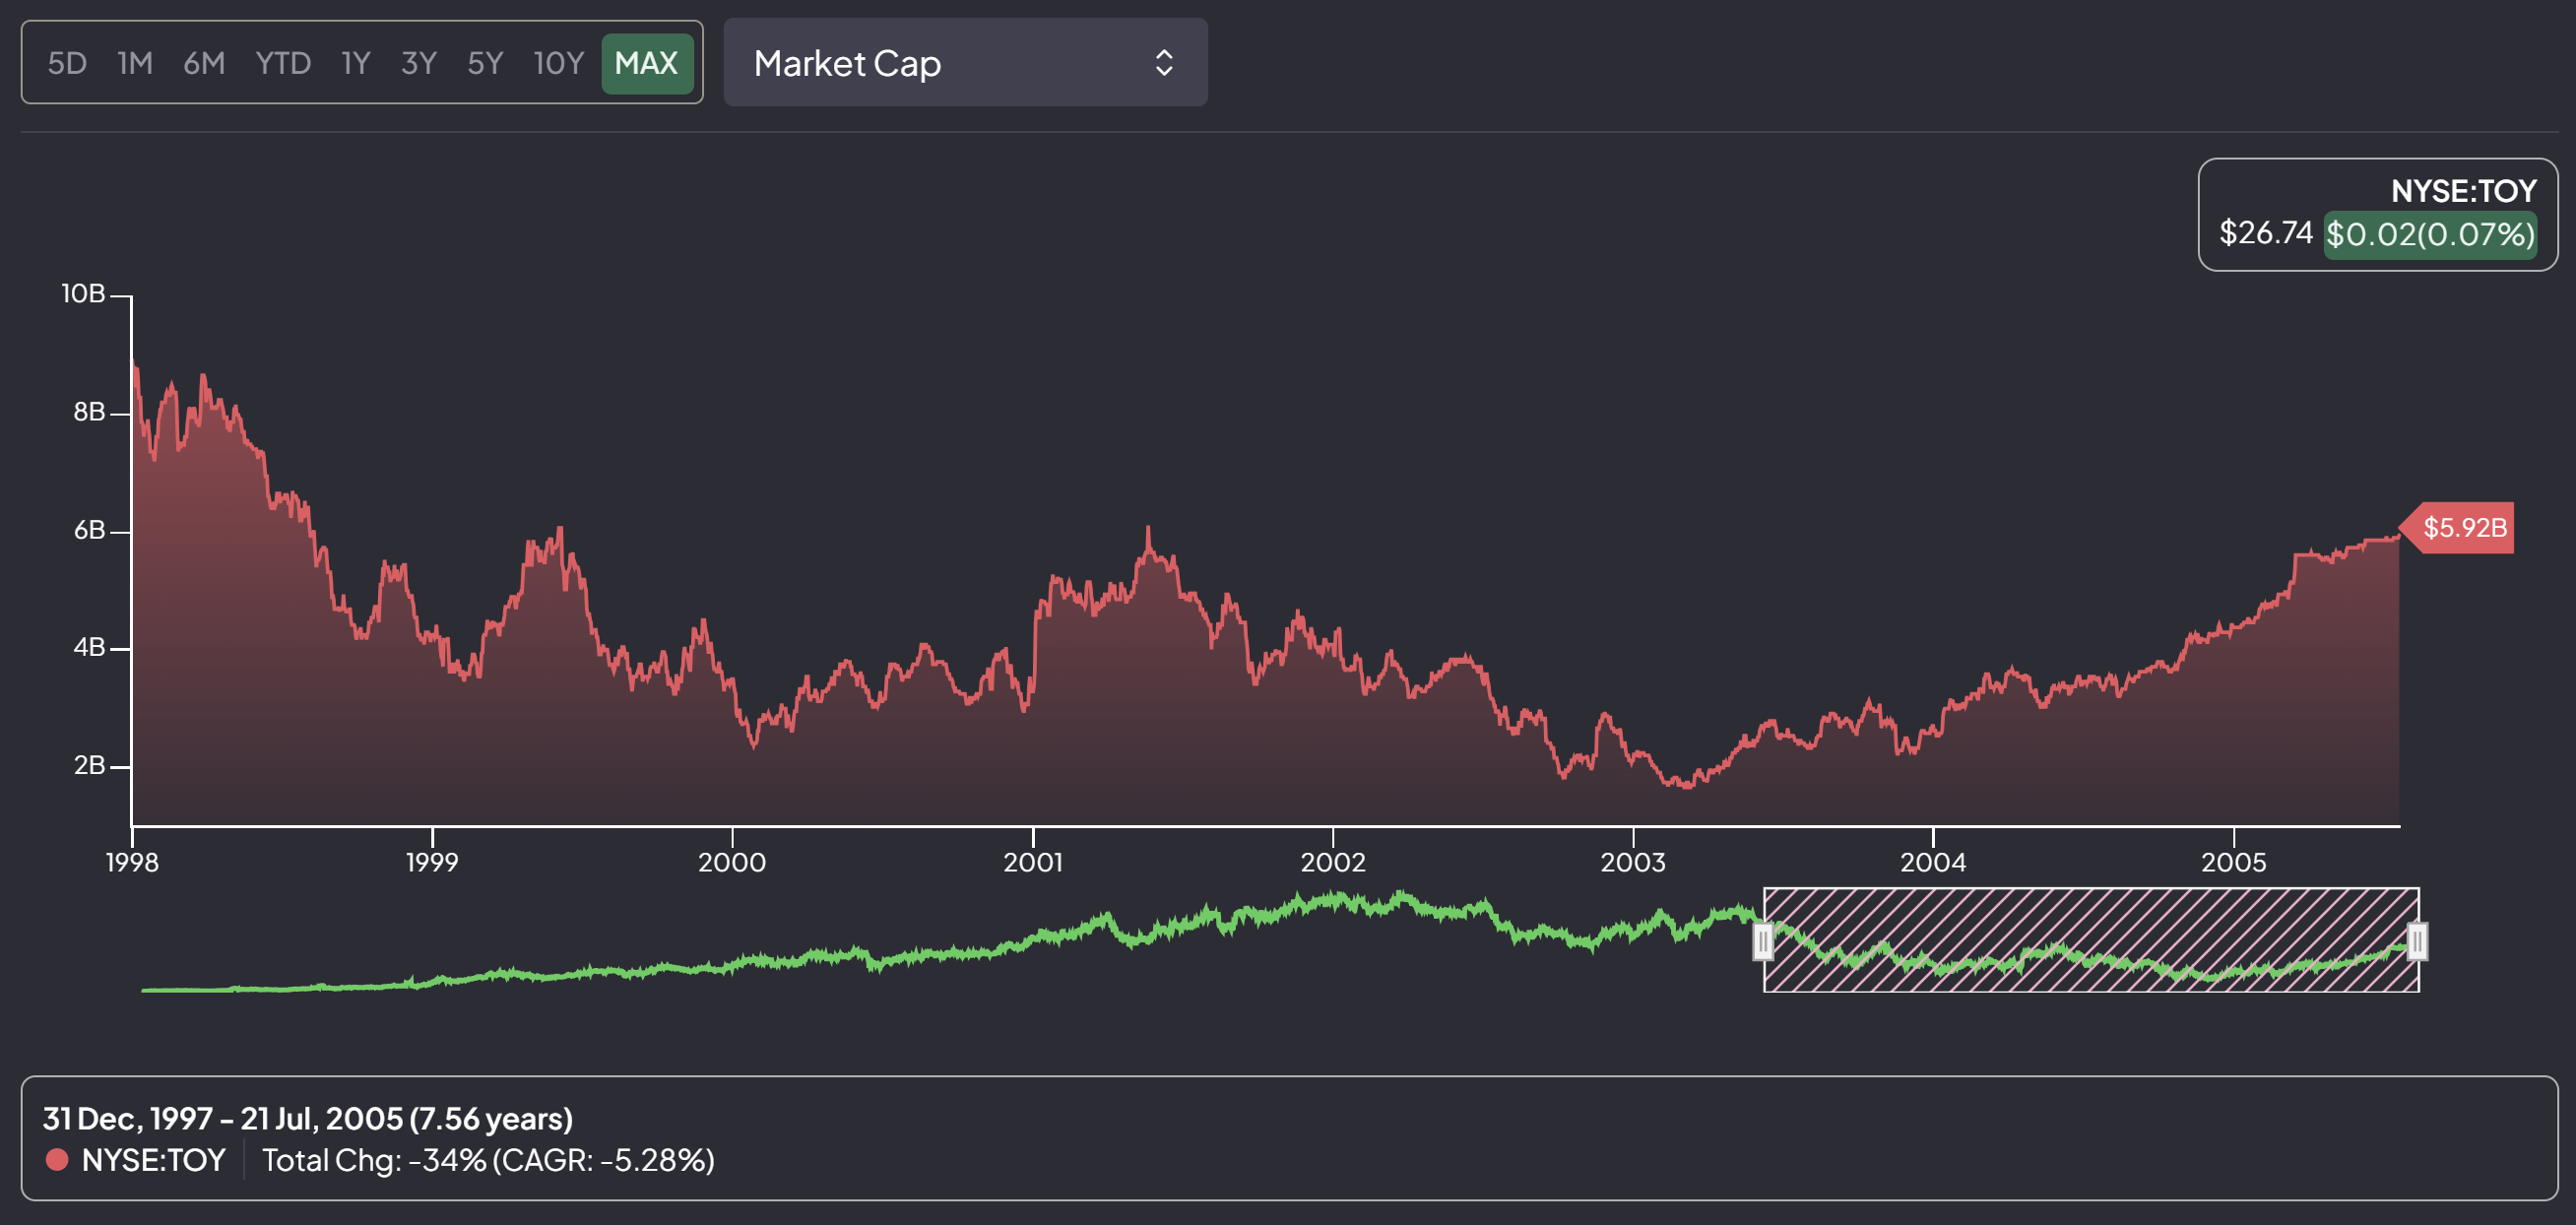 5D 1M 6M YTD 1Y 3Y 5Y 10Y MAX Market Cap
NYSE:TOY
$26.74 $0.02(0.07%)
10B
8B
6B
4B
2B
$5.92B
1998 1999 2000 2001 2002 2003 2004 2005
31 Dec, 1997 - 21 Jul, 2005 (7.56 years)
NYSE:TOY Total Chg: -34% (CAGR: -5.28%)